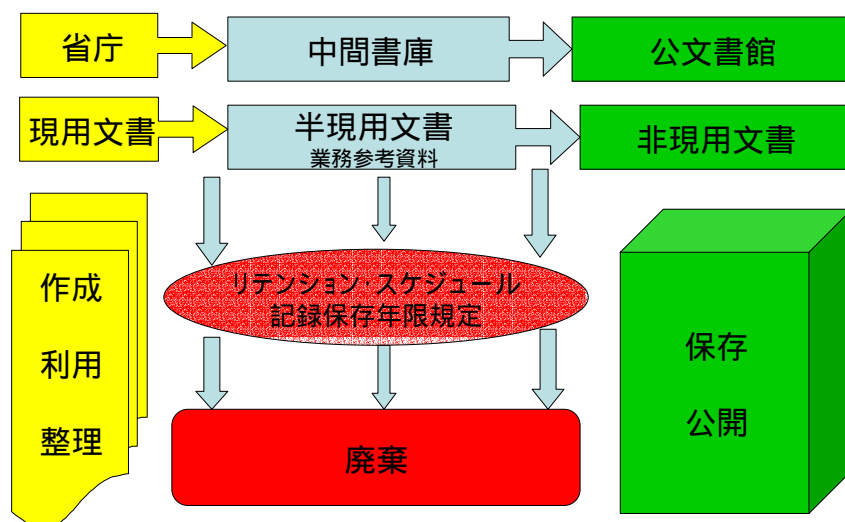 省庁
中間書庫
公文書館
現用文書
半現用文書
業務参考資料
非現用文書
作成
利用
整理
リテンション・スケジュール
記録保存年限規定
廃棄
保存
公開